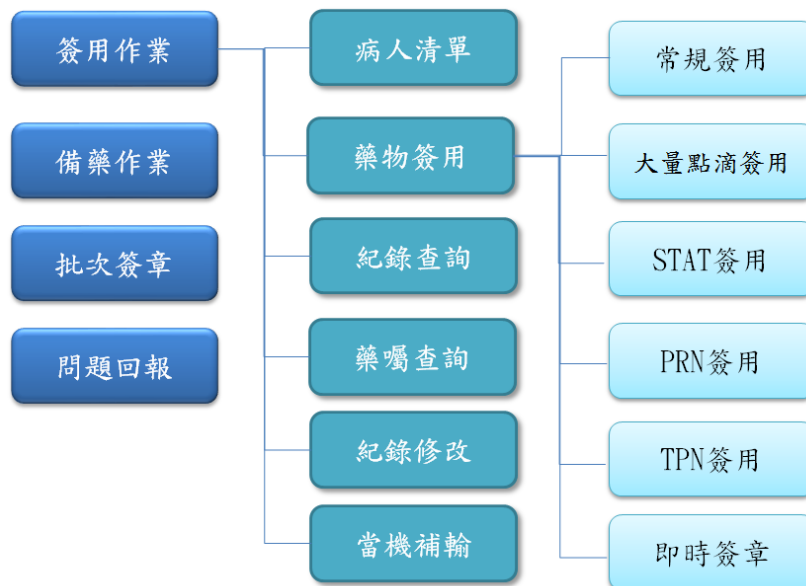 簽用作業
備藥作業
批次簽章
問題回報
病人清單
藥物簽用
紀錄查詢
藥囑查詢
紀錄修改
當機補輸
常規簽用
大量點滴簽用
STAT簽用
PRN簽用
TPN簽用
即時簽章